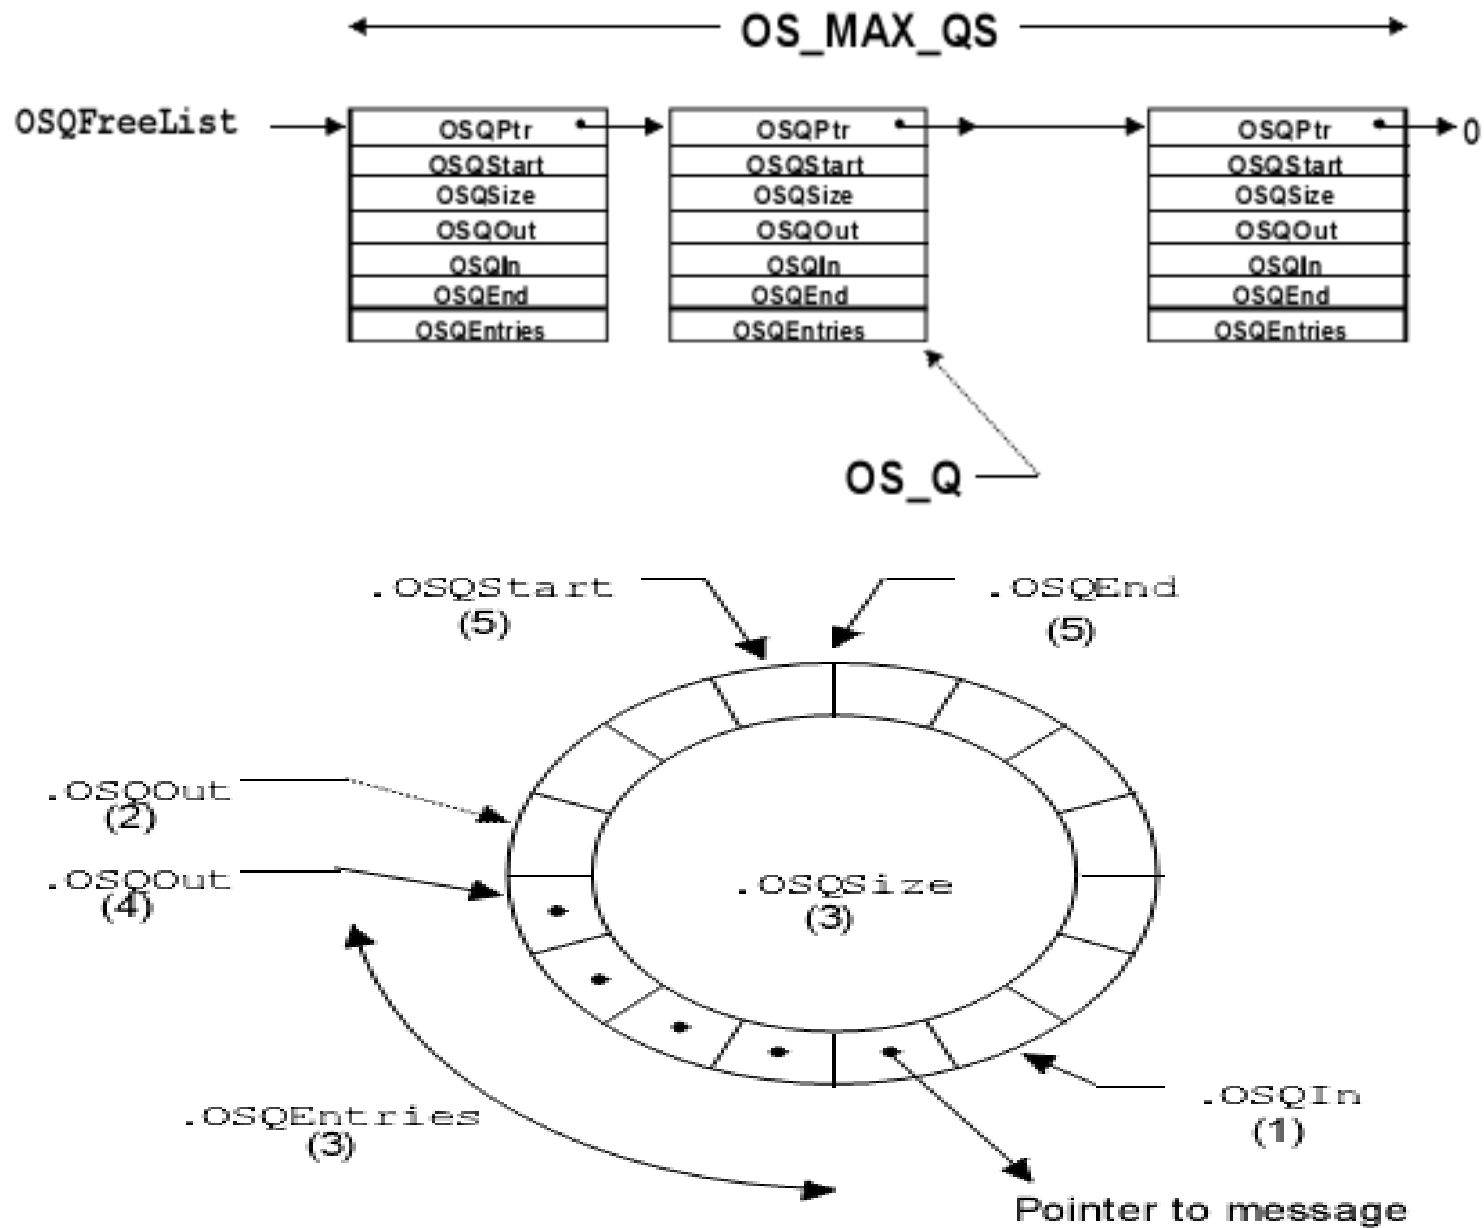 OS_MAX_QS
OSQFreeList
OSQPtr OSQPtr OSQPtr 0
OSQStart OSQStart OSQStart
OSQSize OSQSize OSQSize
OSQOut OSQOut OSQOut
OSQIn OSQIn OSQIn
OSQEnd OSQEnd OSQEnd
OSQEntries OSQEntries OSQEntries
OS_Q
.OSQStart .OSQEnd
(5) (5)
.OSQOut
(2)
.OSQOut .OSQSize
(4) (3)
.OSQEntries .OSQIn
(3) (1)
Pointer to message